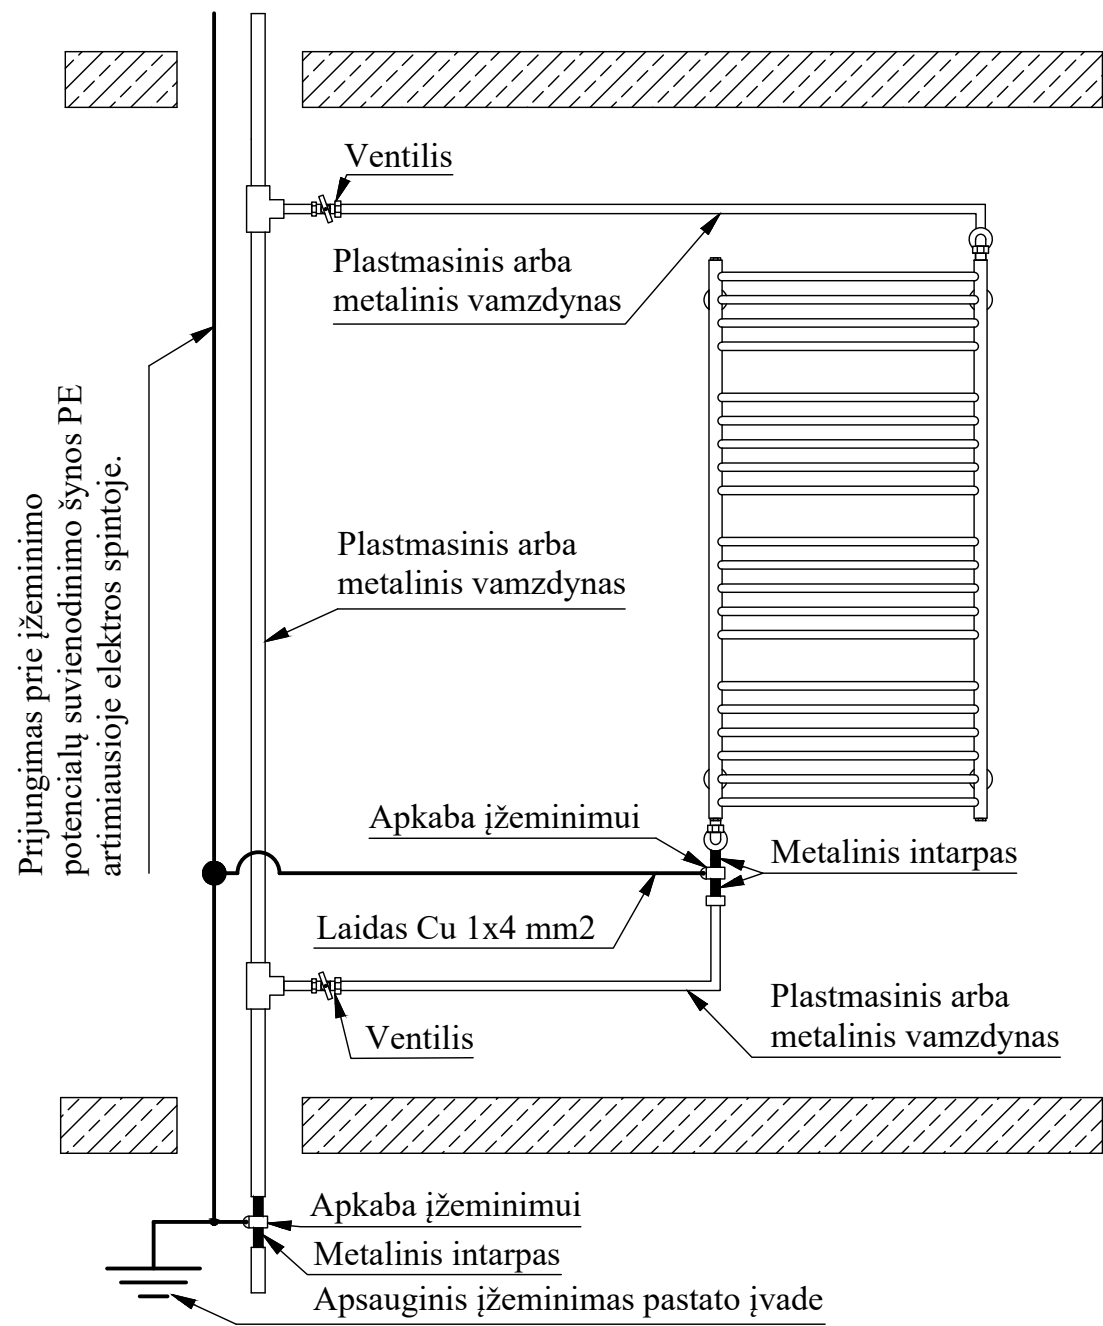 Ventilis
Plastmasinis arba
metalinis vamzdynas
Prijungimas prie įžeminimo
potencialų suvienodinimo šynos PE
artimiausioje elektros spintoje.
Plastmasinis arba
metalinis vamzdynas
Apkaba įžeminimui
Metalinis intarpas
Laidas Cu 1x4 mm2
Plastmasinis arba
metalinis vamzdynas
Ventilis
Apkaba įžeminimui
Metalinis intarpas
Apsauginis įžeminimas pastato įvade